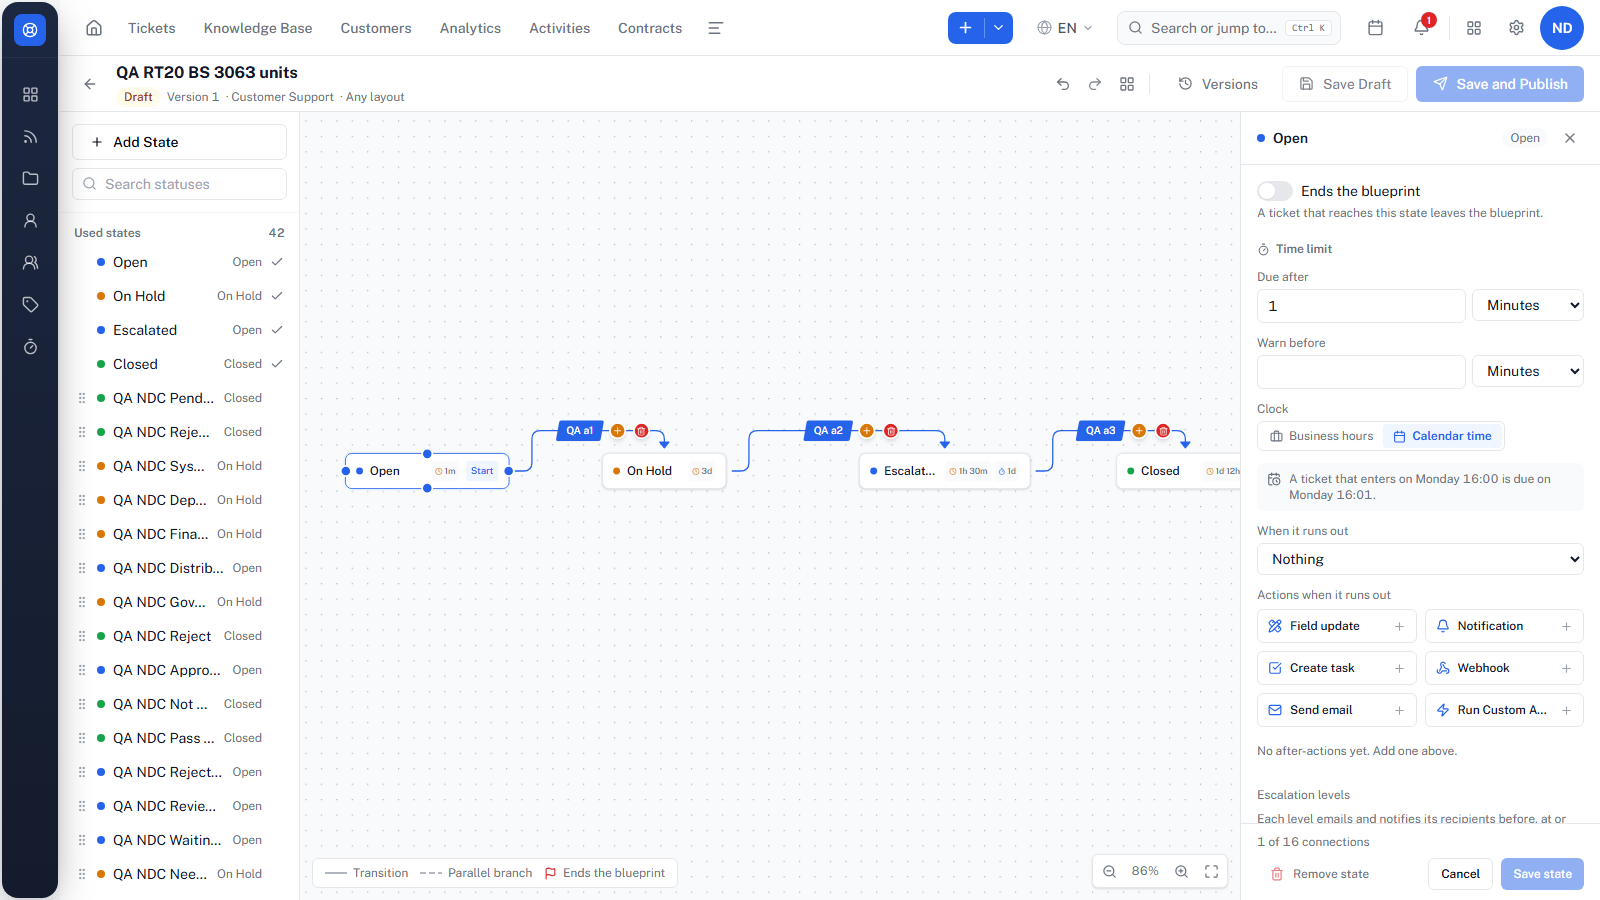 Tickets
Knowledge Base
Customers
Analytics
Activities
Contracts
EN
Search or jump to...
Ctrl K
1
ND
QA RT20 BS 3063 units
Draft
Version 1 · Customer Support · Any layout
Versions
Save Draft
Save and Publish
Add State
Search statuses
Used states 42
Open Open
On Hold On Hold
Escalated Open
Closed Closed
QA NDC Pend... Closed
QA NDC Reje... Closed
QA NDC Sys... On Hold
QA NDC Dep... On Hold
QA NDC Fina... On Hold
QA NDC Distrib... Open
QA NDC Gov... On Hold
QA NDC Reject Closed
QA NDC Appro... Open
QA NDC Not ... Closed
QA NDC Pass ... Closed
QA NDC Reject... Open
QA NDC Revie... Open
QA NDC Waitin... Open
QA NDC Nee... On Hold
QA a1
QA a2
QA a3
Open 1m Start
On Hold 3d
Escalat... 1h 30m 1d
Closed 1d 12h
Transition
Parallel branch
Ends the blueprint
86%
Open Open
Ends the blueprint
A ticket that reaches this state leaves the blueprint.
Time limit
Due after
1 Minutes
Warn before
Minutes
Clock
Business hours
Calendar time
A ticket that enters on Monday 16:00 is due on
Monday 16:01.
When it runs out
Nothing
Actions when it runs out
Field update
Notification
Create task
Webhook
Send email
Run Custom A...
No after-actions yet. Add one above.
Escalation levels
Each level emails and notifies its recipients before, at or
1 of 16 connections
Remove state
Cancel
Save state